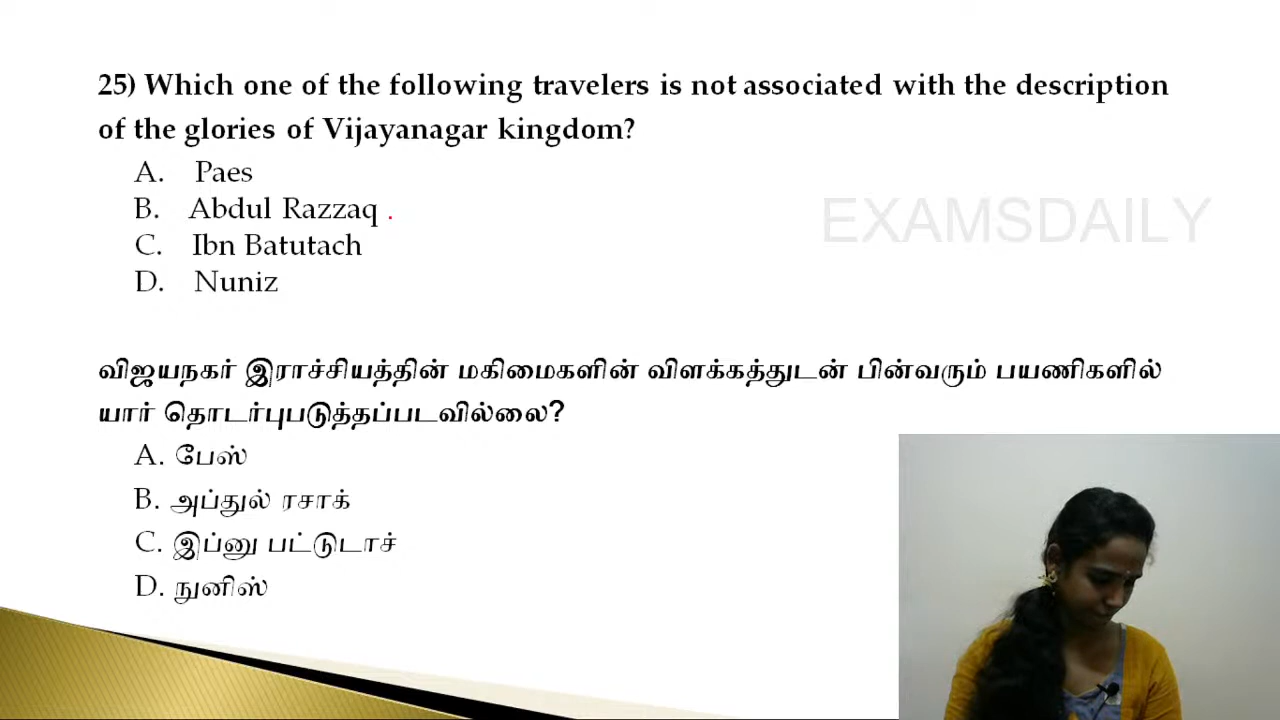 25) Which one of the following travelers is not associated with the description
of the glories of Vijayanagar kingdom?
A. Paes
B. Abdul Razzaq .
C. Ibn Batutach
D. Nuniz
EXAMSDAILY
விஜயநகர் இராச்சியத்தின் மகிமைகளின் விளக்கத்துடன் பின்வரும் பயணிகளில்
யார் தொடர்புபடுத்தப்படவில்லை?
A. பேஸ்
B. அப்துல் ரசாக்
C. இப்னு பட்டுடாச்
D. நுனிஸ்